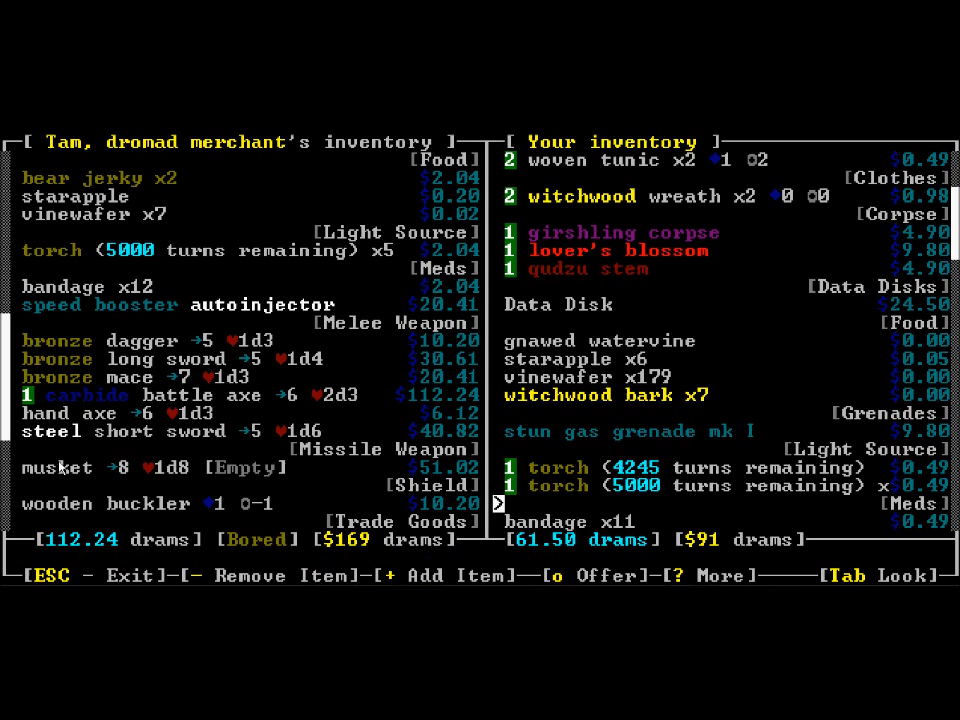 [ Tam, dromad merchant's inventory ]
[Food]
bear jerky x2 $2.04
starapple $0.20
vinewafer x7 $0.02
[Light Source]
torch (5000 turns remaining) x5 $2.04
[Meds]
bandage x12 $2.04
speed booster autoinjector $20.41
[Melee Weapon]
bronze dagger →5 ♥1d3 $10.20
bronze long sword →5 ♥1d4 $30.61
bronze mace →7 ♥1d3 $20.41
1 carbide battle axe →6 ♥2d3 $112.24
hand axe →6 ♥1d3 $6.12
steel short sword →5 ♥1d6 $40.82
[Missile Weapon]
musket →8 ♥1d8 [Empty] $51.02
[Shield]
wooden buckler ♦1 ○-1 $10.20
[Trade Goods]
[112.24 drams] [Bored] [$169 drams]
[ Your inventory ]
2 woven tunic x2 ♦1 ○2 $0.49
[Clothes]
2 witchwood wreath x2 ♦0 ○0 $0.98
[Corpse]
1 girshling corpse $4.90
1 lover's blossom $9.80
1 qudzu stem $4.90
[Data Disks]
Data Disk $24.50
[Food]
gnawed watervine $0.00
starapple x6 $0.05
vinewafer x179 $0.00
witchwood bark x7 $0.00
[Grenades]
stun gas grenade mk I $9.80
[Light Source]
1 torch (4245 turns remaining) $0.49
1 torch (5000 turns remaining) x$0.49
> [Meds]
bandage x11 $0.49
[61.50 drams] [$91 drams]
[ESC - Exit] [- Remove Item] [+ Add Item] [o Offer] [? More] [Tab Look]